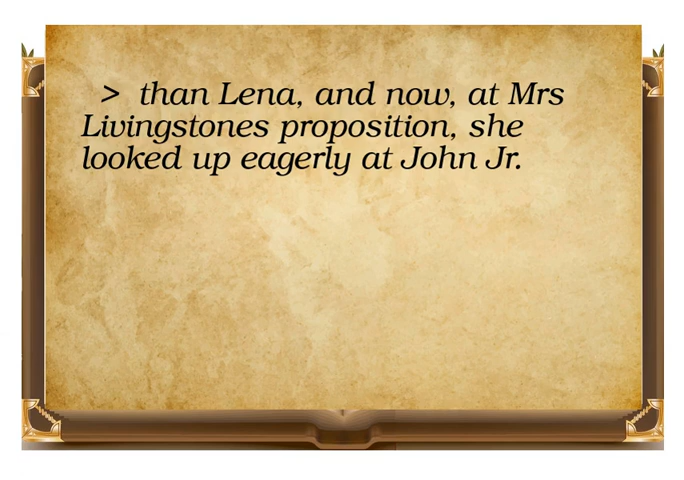 > than Lena, and now, at Mrs
Livingstones proposition, she
looked up eagerly at John Jr.